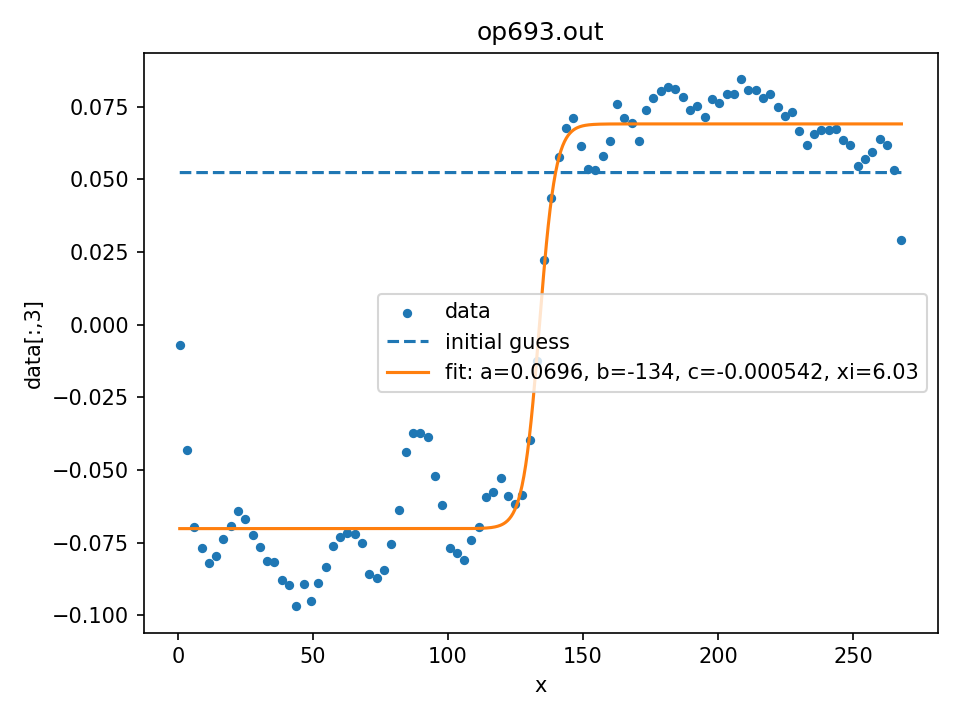 op693.out
data[:,3]
0.075
0.050
0.025
0.000
−0.025
−0.050
−0.075
−0.100
data
initial guess
fit: a=0.0696, b=-134, c=-0.000542, xi=6.03
0 50 100 150 200 250
x